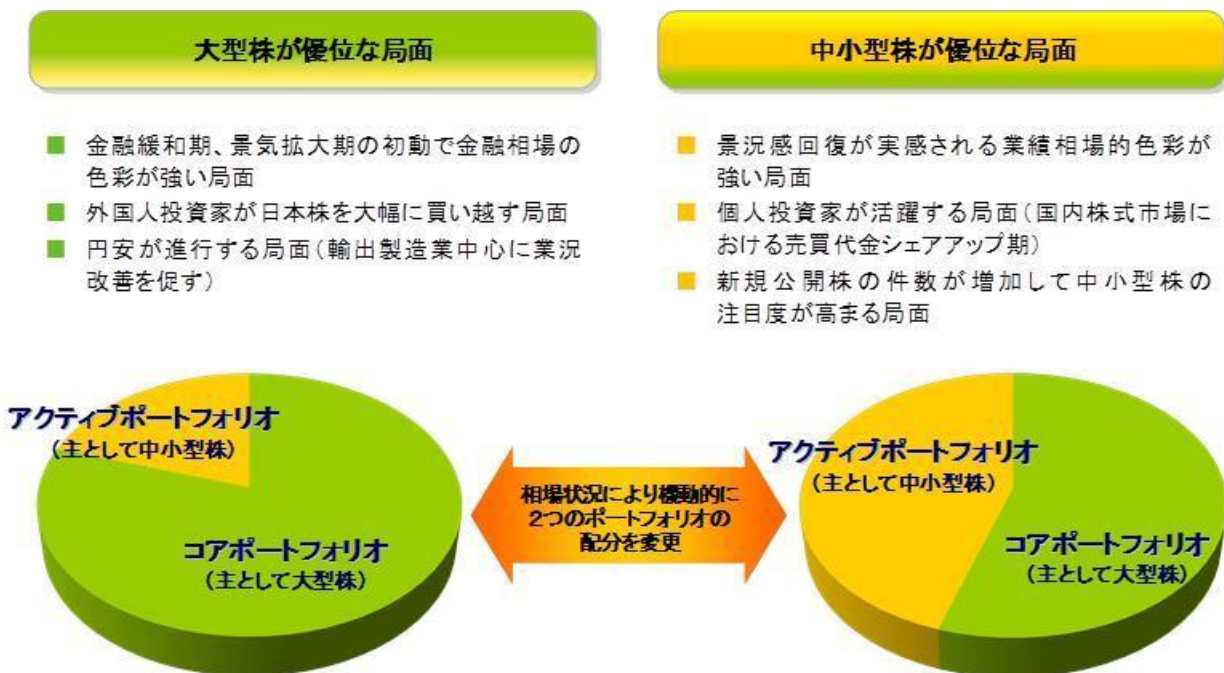 大型株が優位な局面
金融緩和期、景気拡大期の初動で金融相場の
色彩が強い局面
外国人投資家が日本株を大幅に買い越す局面
円安が進行する局面（輸出製造業中心に業況
改善を促す）
中小型株が優位な局面
景況感回復が実感される業績相場的色彩が
強い局面
個人投資家が活躍する局面（国内株式市場に
おける売買代金シェアアップ期）
新規公開株の件数が増加して中小型株の
注目度が高まる局面
アクティブポートフォリオ
（主として中小型株）
コアポートフォリオ
（主として大型株）
相場状況により機動的に
2つのポートフォリオの
配分を変更
アクティブポートフォリオ
（主として中小型株）
コアポートフォリオ
（主として大型株）